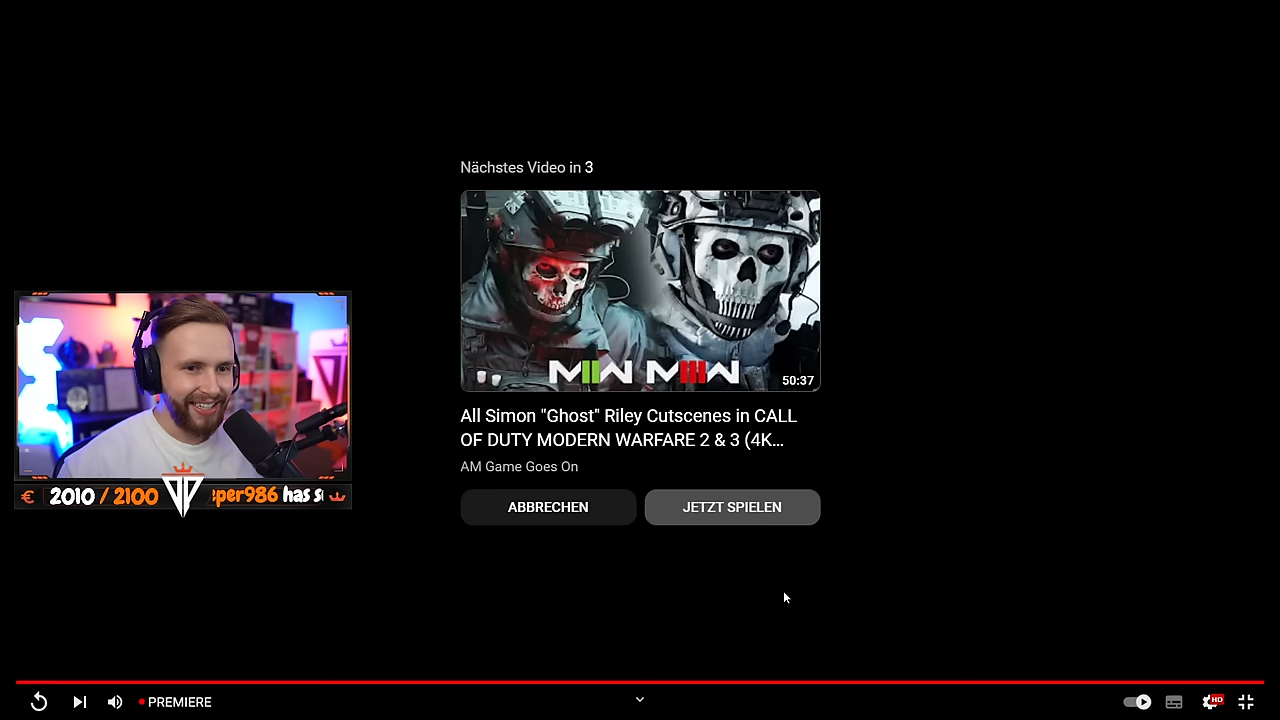 Nächstes Video in 3
MIIW MIIIW
50:37
All Simon "Ghost" Riley Cutscenes in CALL
OF DUTY MODERN WARFARE 2 & 3 (4K...
AM Game Goes On
ABBRECHEN
JETZT SPIELEN
€ 2010 / 2100 per986 has s
PREMIERE
HD